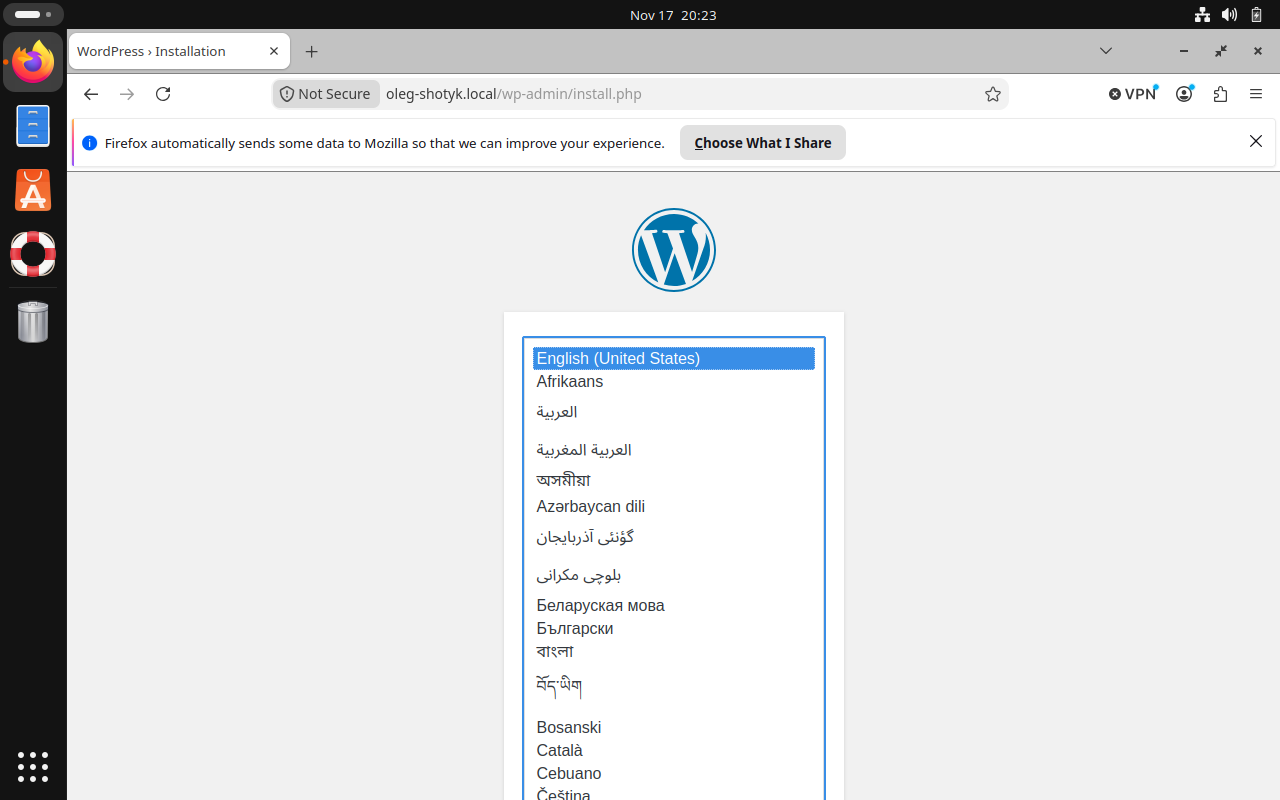 Nov 17 20:23
WordPress › Installation
Not Secure oleg-shotyk.local/wp-admin/install.php VPN
Firefox automatically sends some data to Mozilla so that we can improve your experience. Choose What I Share
English (United States)
Afrikaans
العربية
العربية المغربية
অসমীয়া
Azərbaycan dili
گؤنئی آذربایجان
بلوچی مکرانی
Беларуская мова
Български
বাংলা
བོད་ཡིག
Bosanski
Català
Cebuano
Čeština